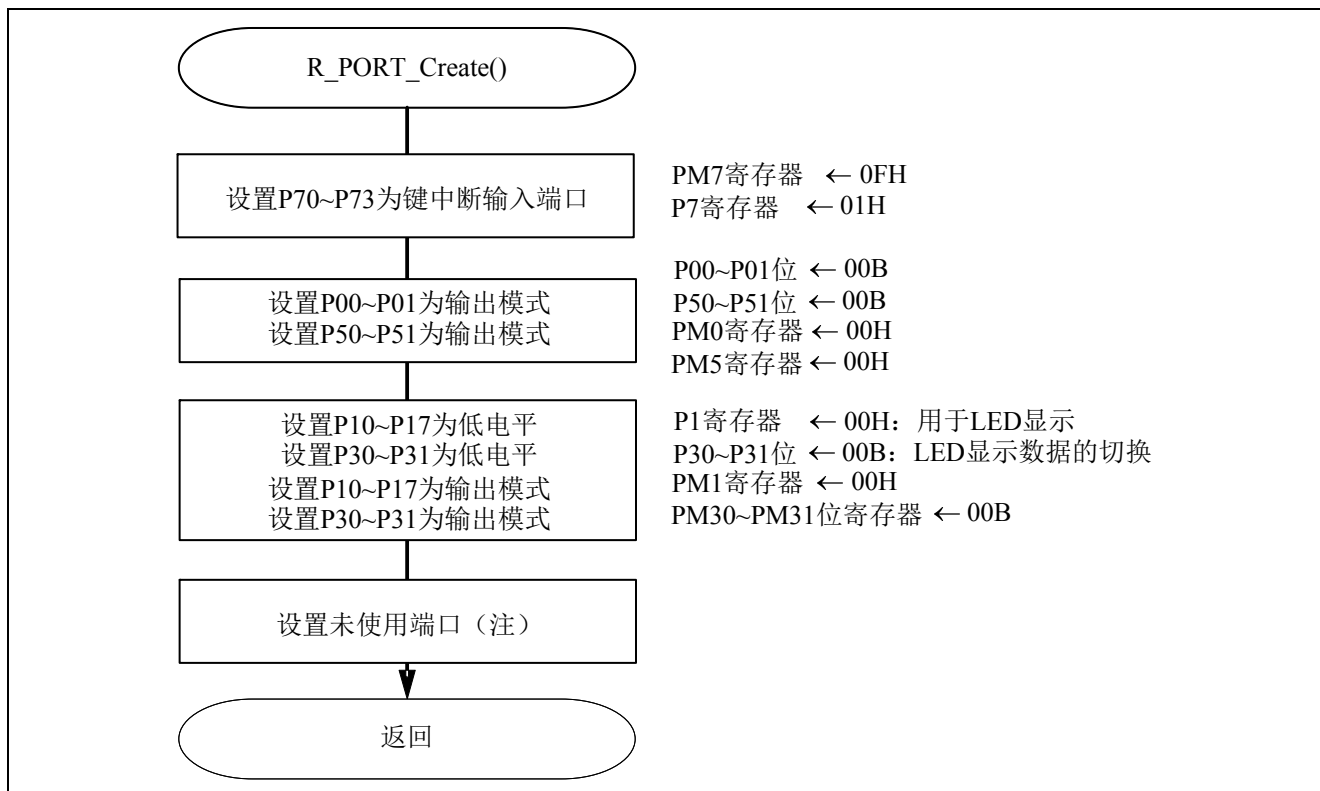 R_PORT_Create()
设置P70~P73为键中断输入端口
PM7寄存器 ← 0FH
P7寄存器 ← 01H
设置P00~P01为输出模式
设置P50~P51为输出模式
P00~P01位 ← 00B
P50~P51位 ← 00B
PM0寄存器 ← 00H
PM5寄存器 ← 00H
设置P10~P17为低电平
设置P30~P31为低电平
设置P10~P17为输出模式
设置P30~P31为输出模式
P1寄存器 ← 00H：用于LED显示
P30~P31位 ← 00B：LED显示数据的切换
PM1寄存器 ← 00H
PM30~PM31位寄存器 ← 00B
设置未使用端口（注）
返回